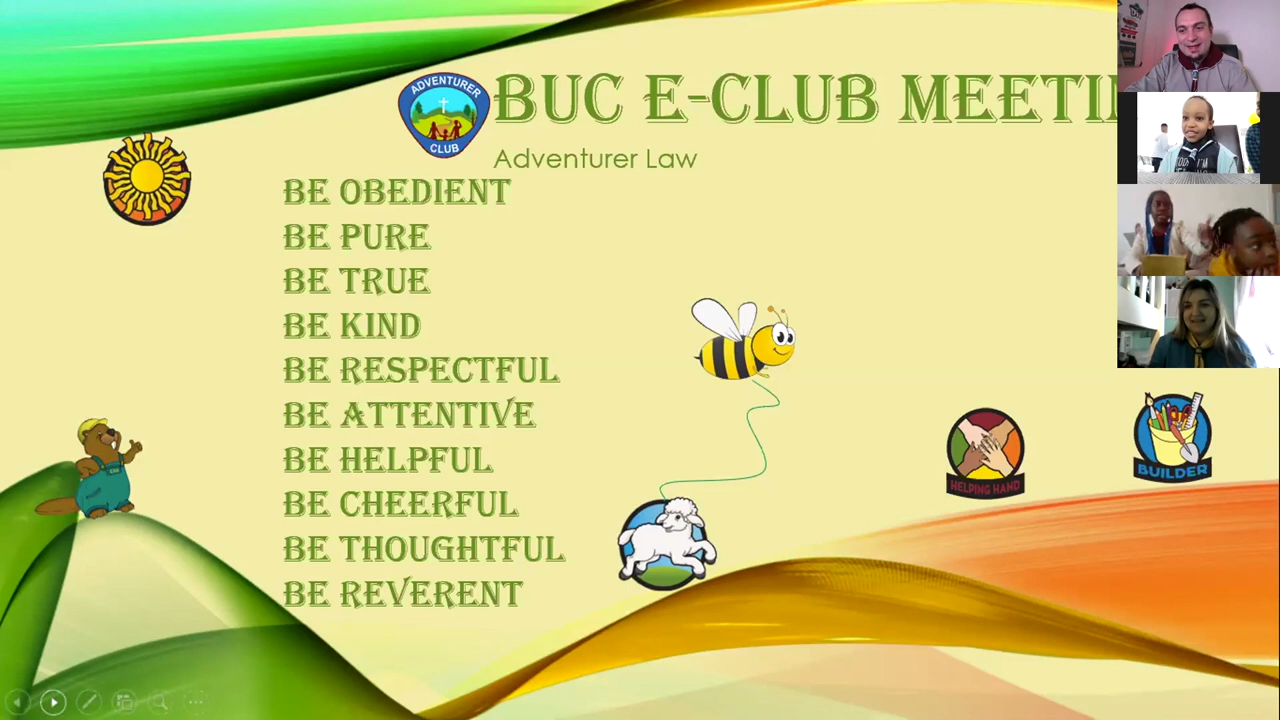 ADVENTURER
CLUB
BUC E-CLUB MEETIN
Adventurer Law
BE OBEDIENT
BE PURE
BE TRUE
BE KIND
BE RESPECTFUL
BE ATTENTIVE
BE HELPFUL
BE CHEERFUL
BE THOUGHTFUL
BE REVERENT
HELPING HAND
BUILDER